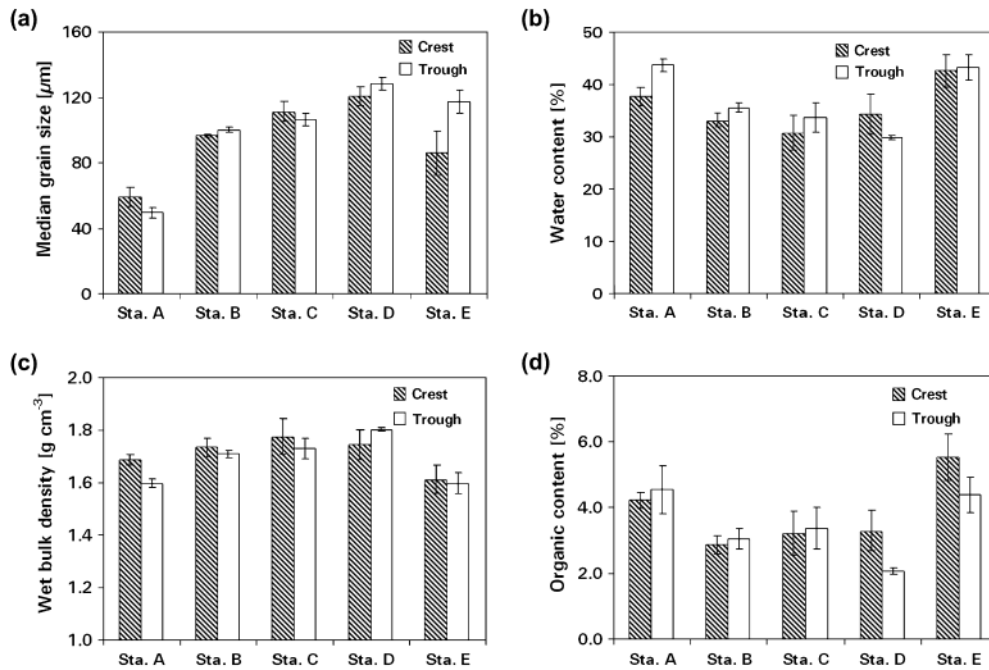 (a)
160
120
80
40
0
Median grain size [µm]
Crest
Trough
Sta. A Sta. B Sta. C Sta. D Sta. E
(b)
50
40
30
20
10
0
Water content [%]
Crest
Trough
Sta. A Sta. B Sta. C Sta. D Sta. E
(c)
2.0
1.8
1.6
1.4
1.2
1.0
Wet bulk density [g cm⁻³]
Crest
Trough
Sta. A Sta. B Sta. C Sta. D Sta. E
(d)
8.0
6.0
4.0
2.0
0.0
Organic content [%]
Crest
Trough
Sta. A Sta. B Sta. C Sta. D Sta. E